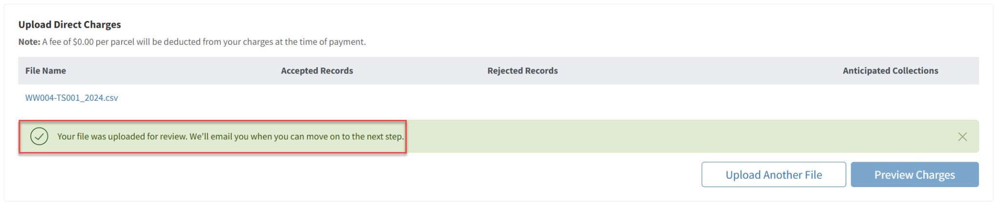 Upload Direct Charges
Note: A fee of $0.00 per parcel will be deducted from your charges at the time of payment.
File Name Accepted Records Rejected Records Anticipated Collections
WW004-TS001_2024.csv
Your file was uploaded for review. We'll email you when you can move on to the next step.
Upload Another File Preview Charges